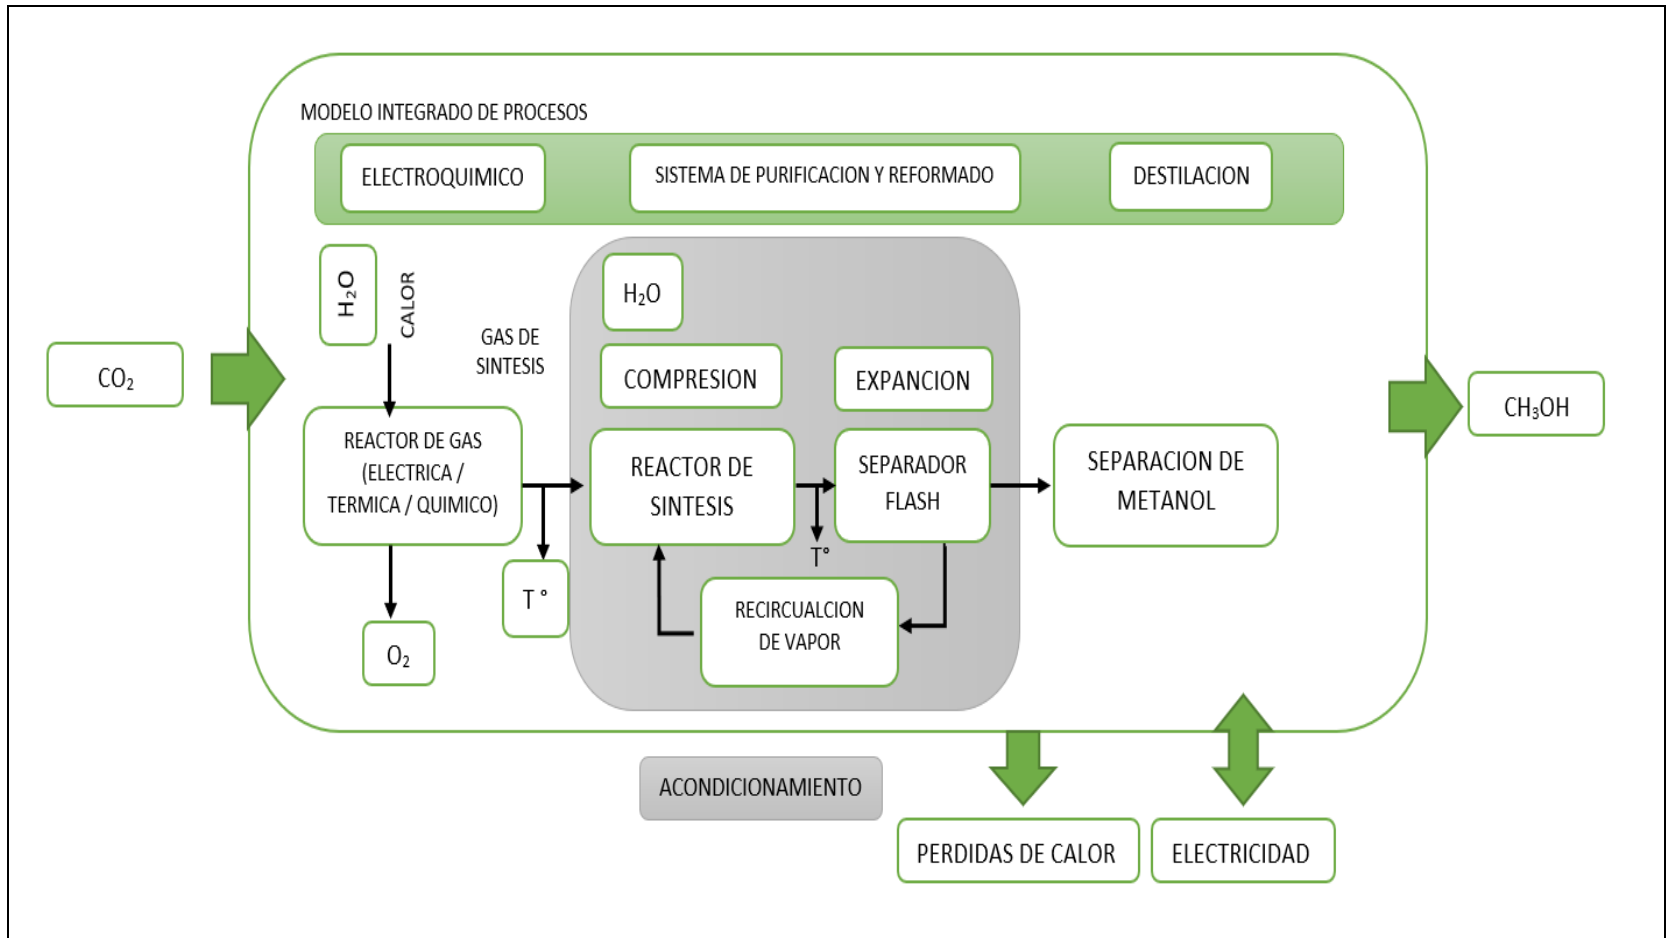 MODELO INTEGRADO DE PROCESOS
ELECTROQUIMICO
SISTEMA DE PURIFICACION Y REFORMADO
DESTILACION
H₂O
CALOR
GAS DE
SINTESIS
H₂O
COMPRESION
EXPANCION
CO₂
CH₃OH
REACTOR DE GAS
(ELECTRICA /
TERMICA / QUIMICO)
REACTOR DE
SINTESIS
SEPARADOR
FLASH
SEPARACION DE
METANOL
T°
T °
RECIRCUALCION
DE VAPOR
O₂
ACONDICIONAMIENTO
PERDIDAS DE CALOR
ELECTRICIDAD